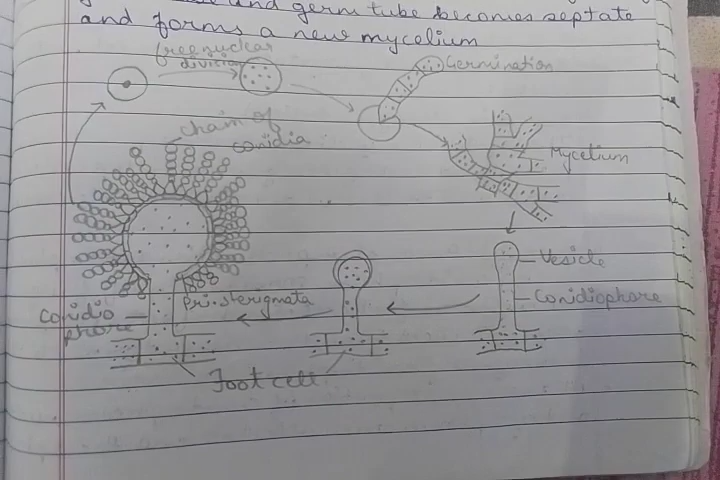 and germ tube becomes septate
and forms a new mycelium
free nuclear
division
Germination
chain of
conidia
Mycelium
Vesicle
Conidiophore
Pri. sterigmata
Conidio
phore
Foot cell